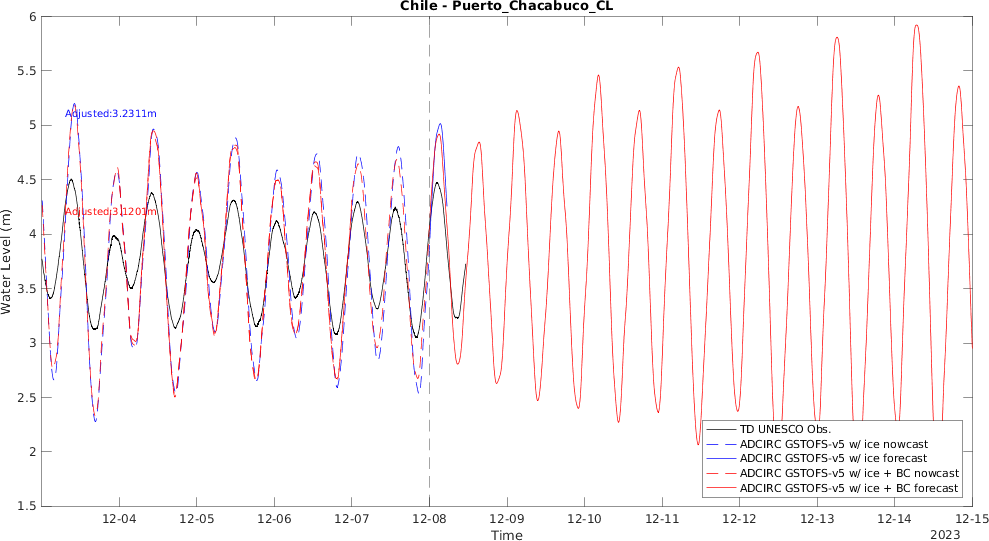 Chile - Puerto_Chacabuco_CL
Water Level (m)
6
5.5
5
4.5
4
3.5
3
2.5
2
1.5
Adjusted:3.2311m
Adjusted:3.1201m
TD UNESCO Obs.
ADCIRC GSTOFS-v5 w/ ice nowcast
ADCIRC GSTOFS-v5 w/ ice forecast
ADCIRC GSTOFS-v5 w/ ice + BC nowcast
ADCIRC GSTOFS-v5 w/ ice + BC forecast
12-04 12-05 12-06 12-07 12-08 12-09 12-10 12-11 12-12 12-13 12-14 12-15
Time
2023